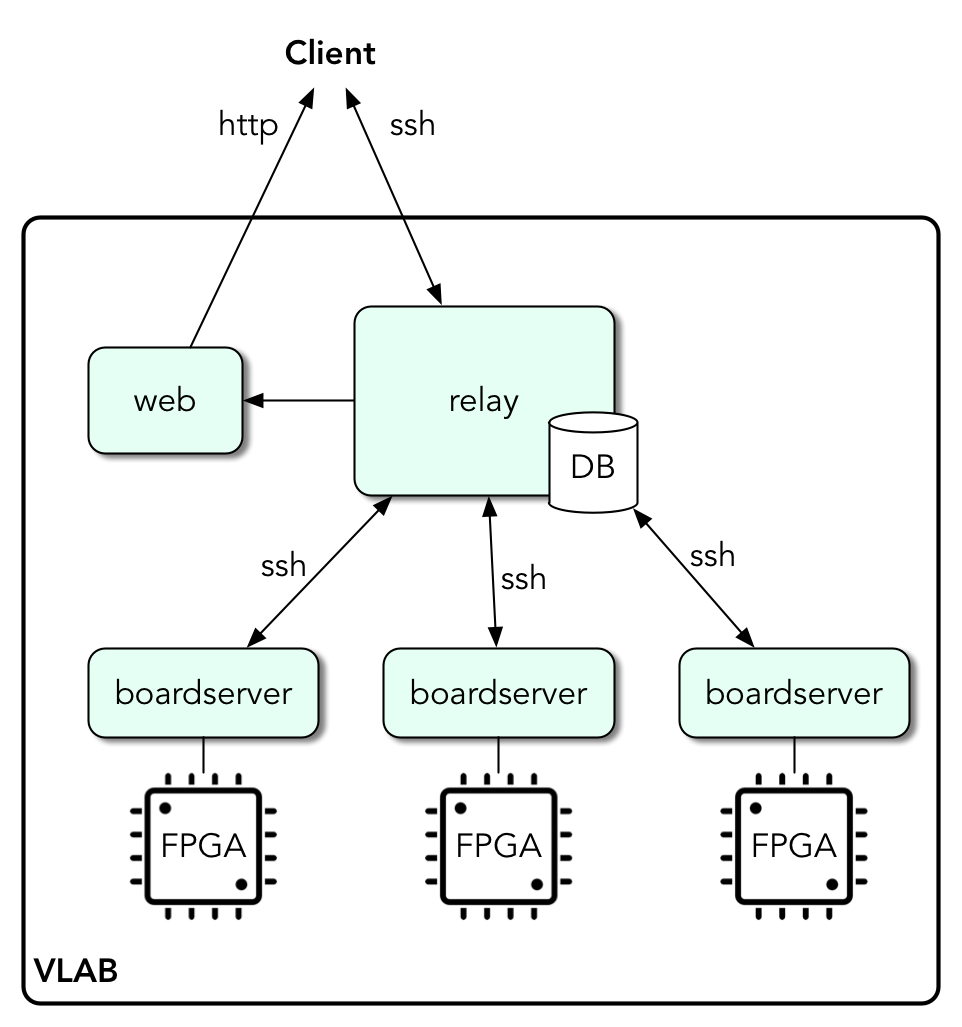 Client
http
ssh
web
relay
DB
ssh
ssh
ssh
boardserver
boardserver
boardserver
FPGA
FPGA
FPGA
VLAB